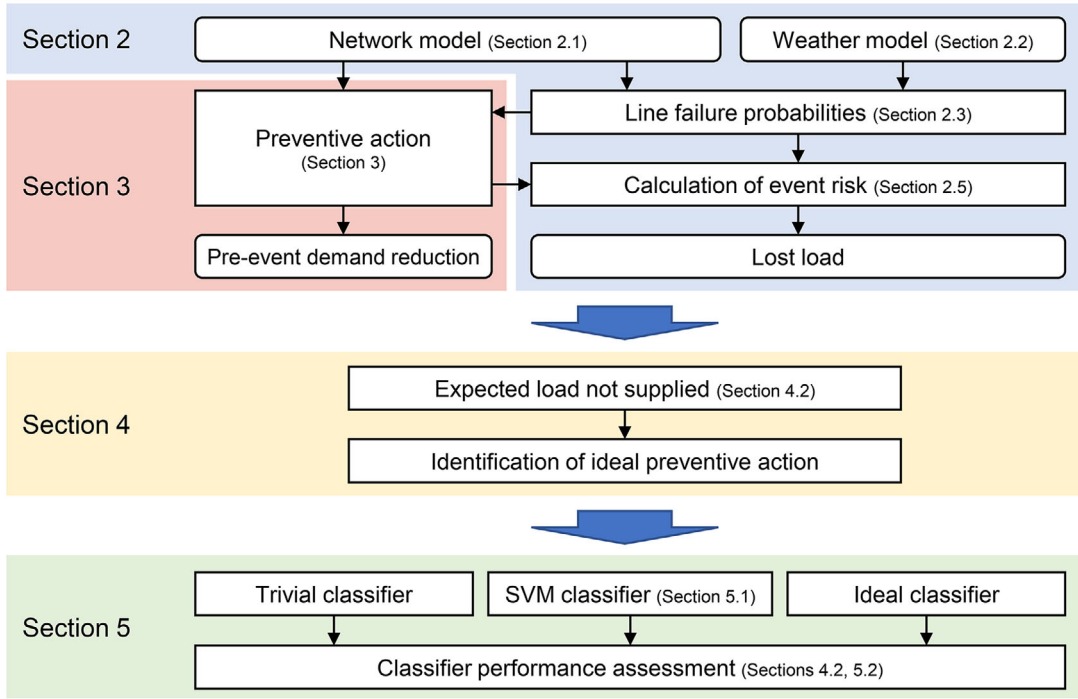 Section 2
Network model (Section 2.1)
Weather model (Section 2.2)
Line failure probabilities (Section 2.3)
Section 3
Preventive action
(Section 3)
Calculation of event risk (Section 2.5)
Pre-event demand reduction
Lost load
Section 4
Expected load not supplied (Section 4.2)
Identification of ideal preventive action
Section 5
Trivial classifier
SVM classifier (Section 5.1)
Ideal classifier
Classifier performance assessment (Sections 4.2, 5.2)